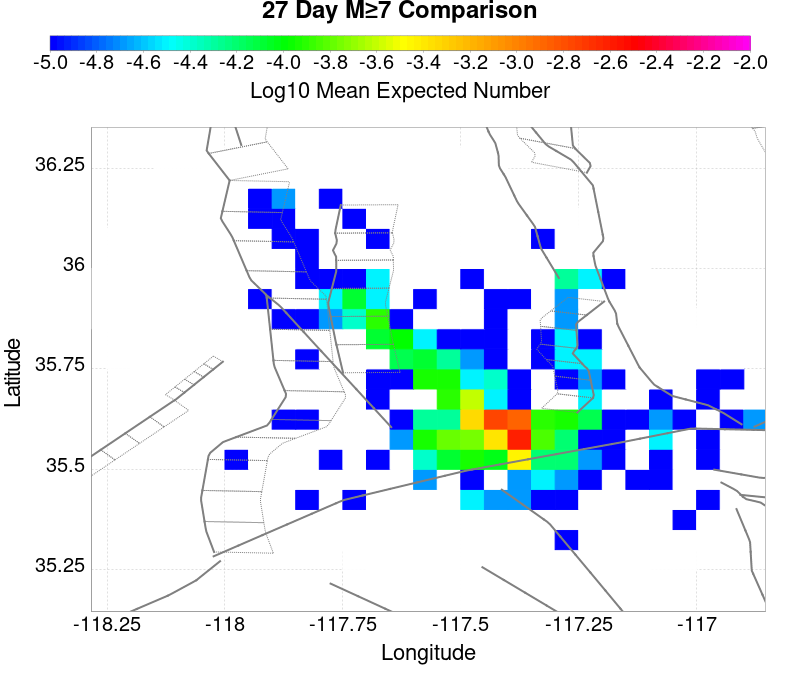 27 Day M≥7 Comparison
-5.0 -4.8 -4.6 -4.4 -4.2 -4.0 -3.8 -3.6 -3.4 -3.2 -3.0 -2.8 -2.6 -2.4 -2.2 -2.0
Log10 Mean Expected Number
36.25
36
35.75
35.5
35.25
Latitude
-118.25 -118 -117.75 -117.5 -117.25 -117
Longitude